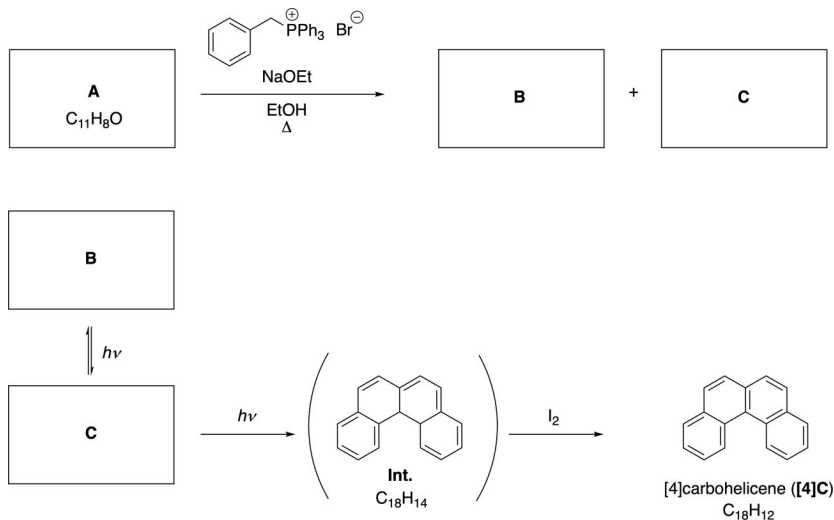 ⊕
PPh₃ Br⊖
NaOEt
EtOH
Δ
A
C₁₁H₈O
B
+
C
B
hν
C
hν
Int.
C₁₈H₁₄
I₂
[4]carbohelicene ([4]C)
C₁₈H₁₂